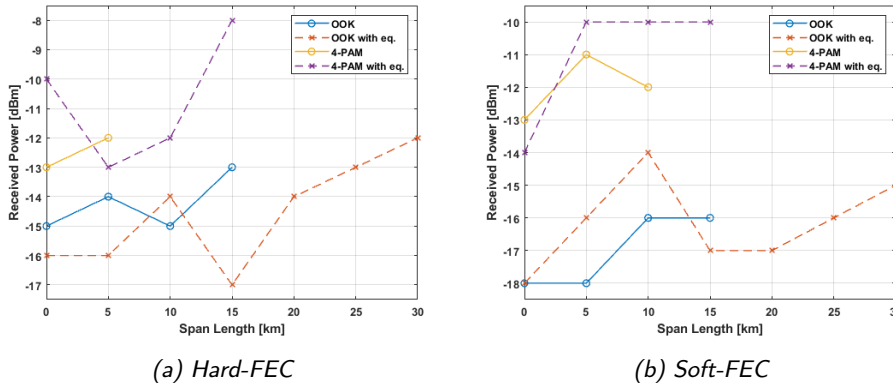 -8
-9
-10
-11
-12
-13
-14
-15
-16
-17
Received Power [dBm]
0 5 10 15 20 25 30
Span Length [km]
OOK
OOK with eq.
4-PAM
4-PAM with eq.
(a) Hard-FEC
-10
-11
-12
-13
-14
-15
-16
-17
-18
Received Power [dBm]
0 5 10 15 20 25
Span Length [km]
OOK
OOK with eq.
4-PAM
4-PAM with eq.
(b) Soft-FEC